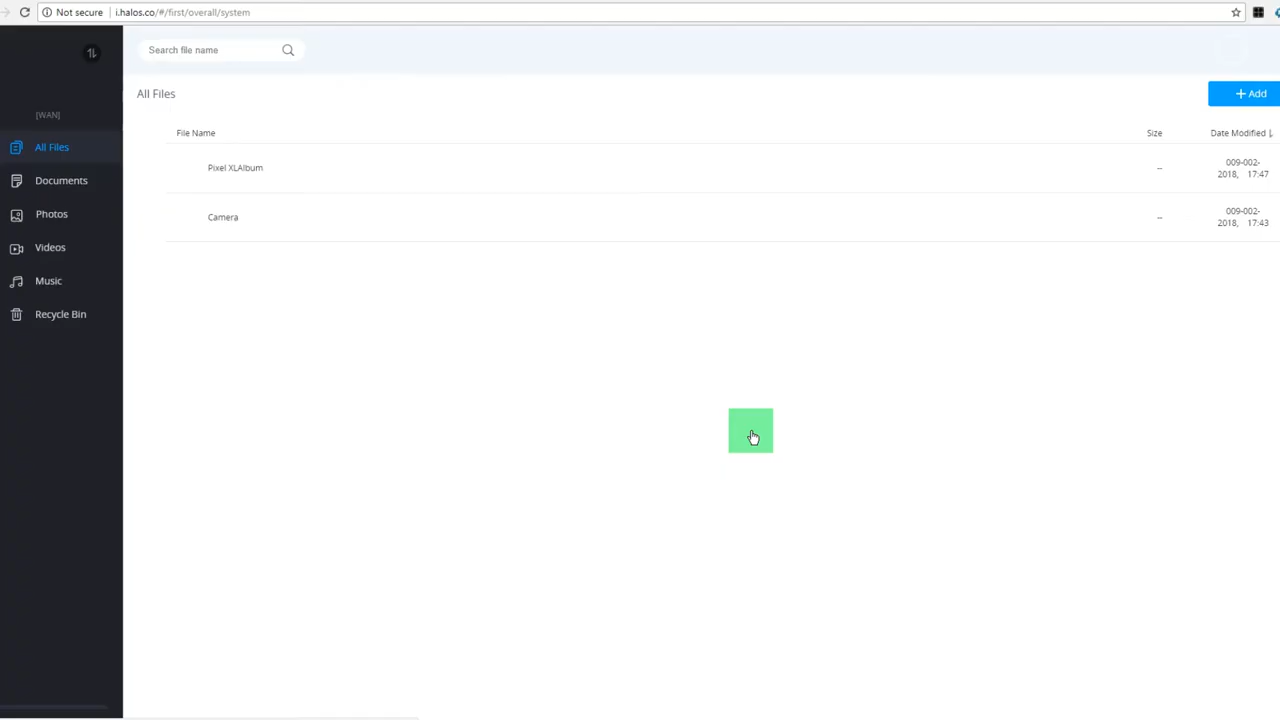 Not secure i.halos.co/#/first/overall/system
Search file name
[WAN]
All Files
Documents
Photos
Videos
Music
Recycle Bin
All Files
+ Add
File Name Size Date Modified
Pixel XLAlbum -- 009-002-
2018, 17:47
Camera -- 009-002-
2018, 17:43